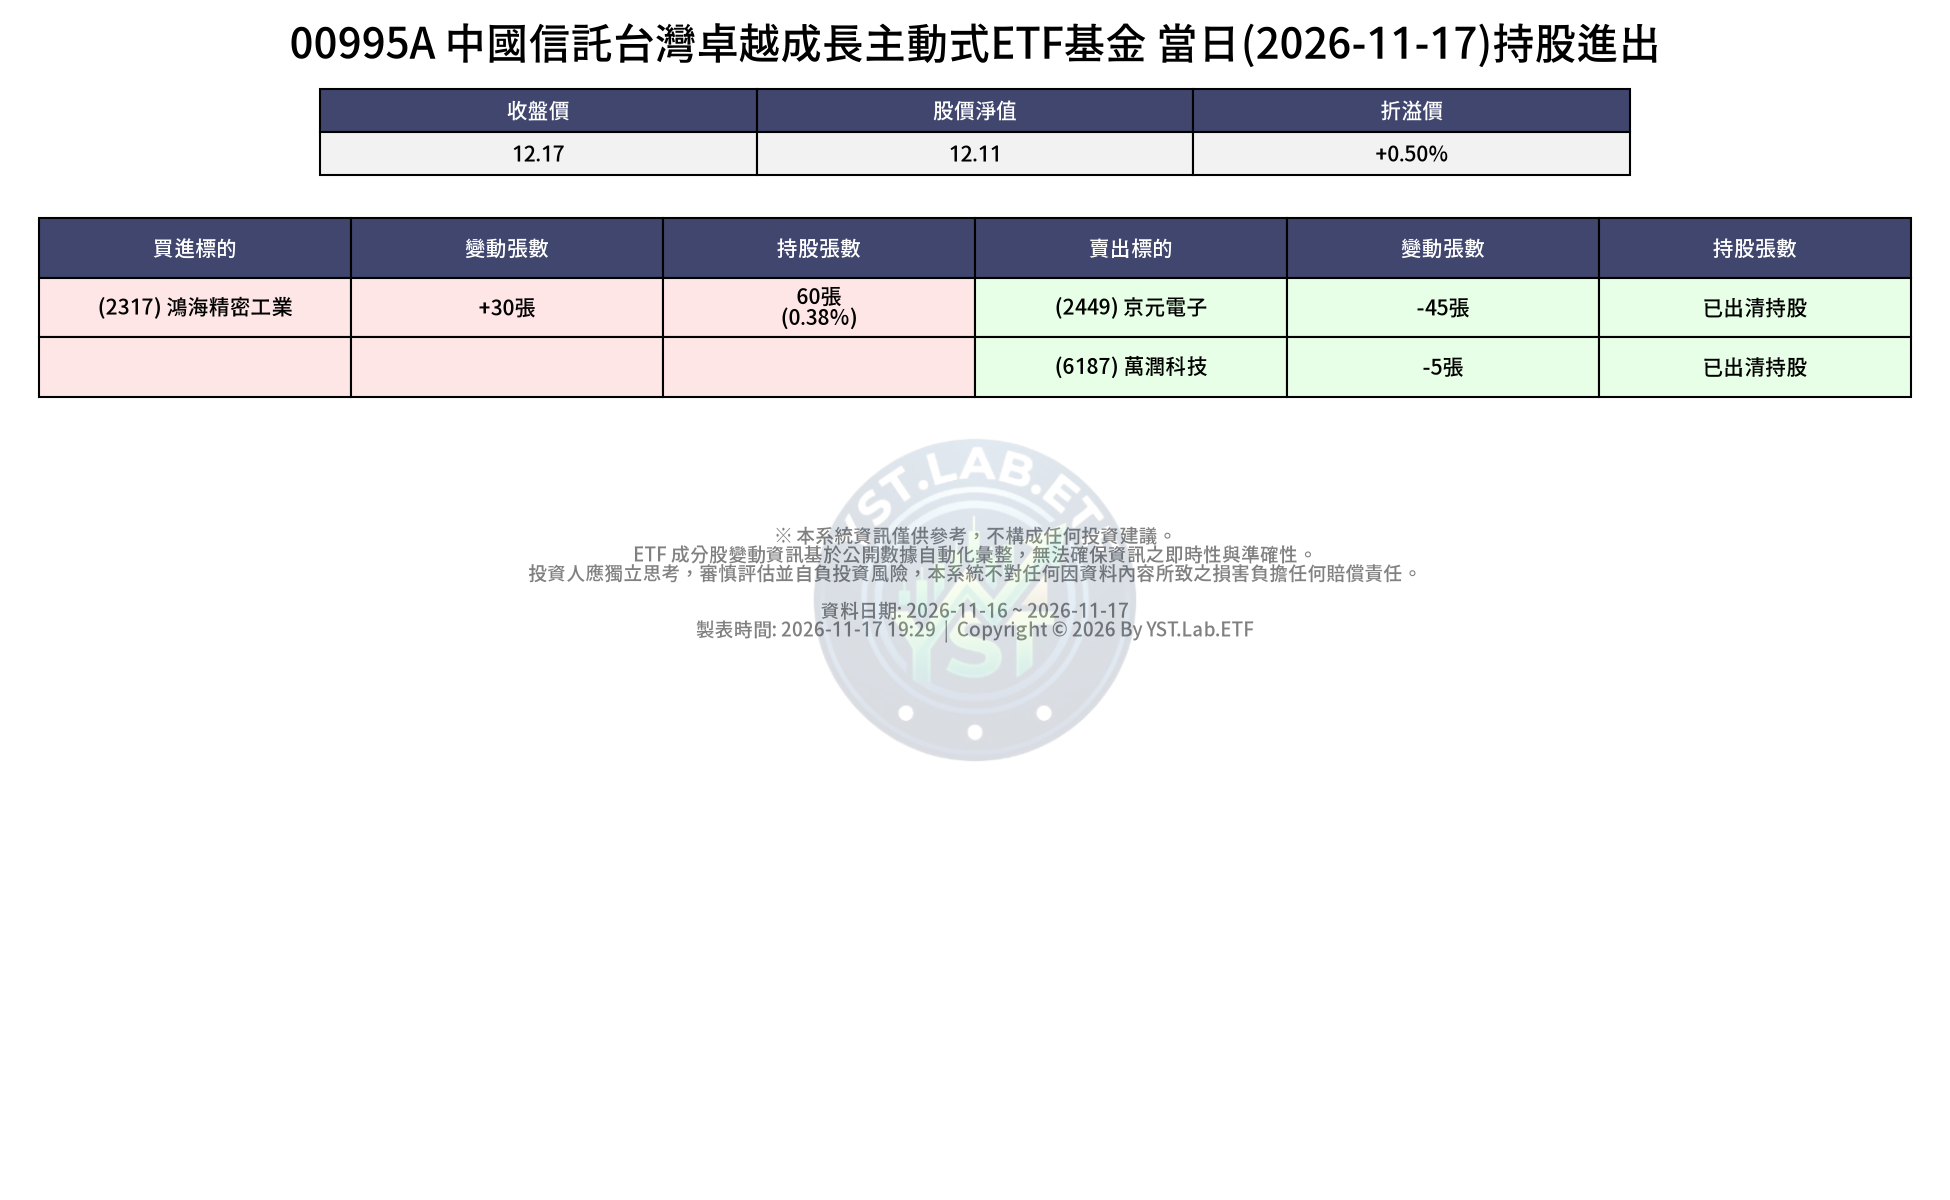 00995A 中國信託台灣卓越成長主動式ETF基金 當日(2026-11-17)持股進出
收盤價 股價淨值 折溢價
12.17 12.11 +0.50%
買進標的 變動張數 持股張數 賣出標的 變動張數 持股張數
(2317) 鴻海精密工業 +30張 60張 (0.38%) (2449) 京元電子 -45張 已出清持股
(6187) 萬潤科技 -5張 已出清持股
YST.LAB.ETF
※ 本系統資訊僅供參考，不構成任何投資建議。
ETF 成分股變動資訊基於公開數據自動化彙整，無法確保資訊之即時性與準確性。
投資人應獨立思考，審慎評估並自負投資風險，本系統不對任何因資料內容所致之損害負擔任何賠償責任。
資料日期: 2026-11-16 ~ 2026-11-17
製表時間: 2026-11-17 19:29 | Copyright © 2026 By YST.Lab.ETF
YST